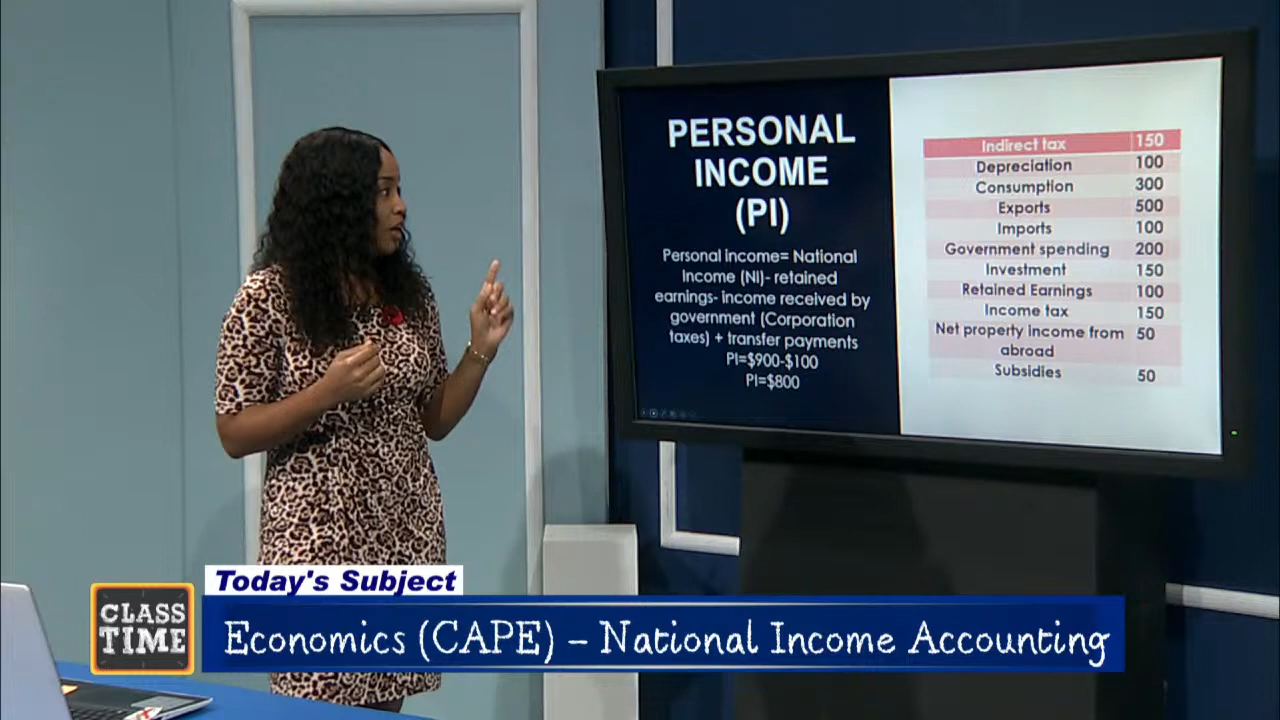 PERSONAL
INCOME
(PI)
Personal income= National
Income (NI)- retained
earnings- income received by
government (Corporation
taxes) + transfer payments
PI=$900-$100
PI=$800
Indirect tax 150
Depreciation 100
Consumption 300
Exports 500
Imports 100
Government spending 200
Investment 150
Retained Earnings 100
Income tax 150
Net property income from 50
abroad
Subsidies 50
Today's Subject
CLASS
TIME
Economics (CAPE) – National Income Accounting